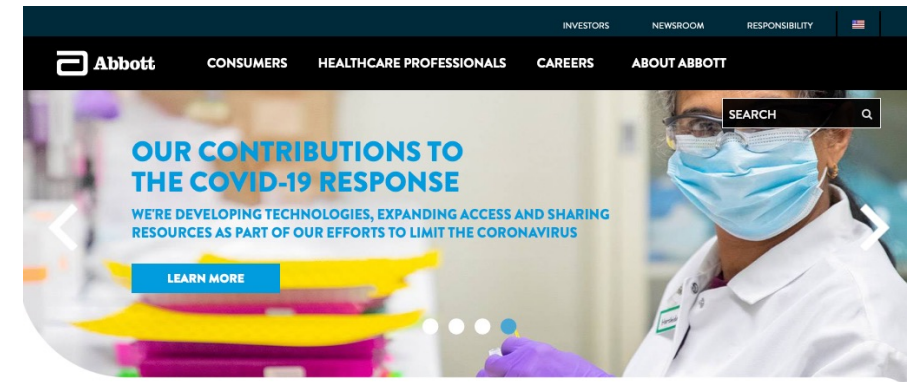 INVESTORS NEWSROOM RESPONSIBILITY
Abbott CONSUMERS HEALTHCARE PROFESSIONALS CAREERS ABOUT ABBOTT
SEARCH
OUR CONTRIBUTIONS TO
THE COVID-19 RESPONSE
WE'RE DEVELOPING TECHNOLOGIES, EXPANDING ACCESS AND SHARING
RESOURCES AS PART OF OUR EFFORTS TO LIMIT THE CORONAVIRUS
LEARN MORE